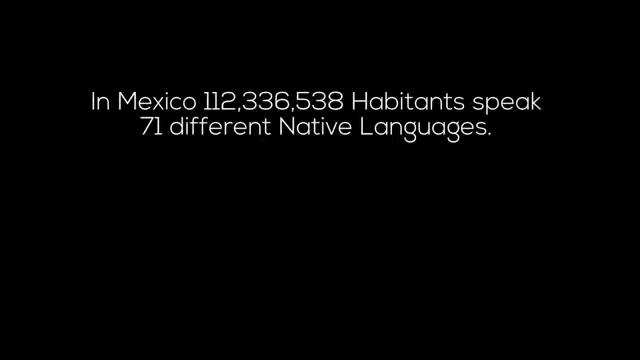 In Mexico 112,336,538 Habitants speak
71 different Native Languages.